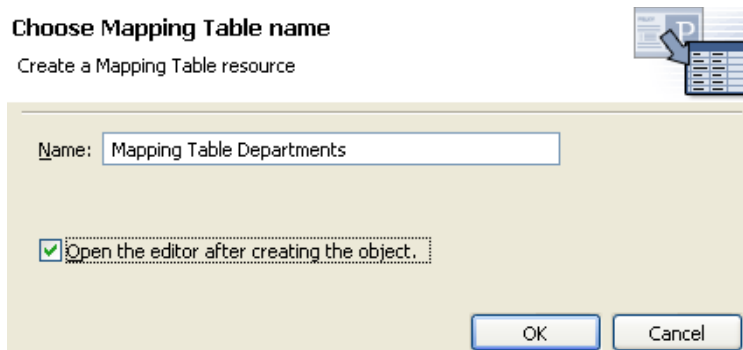 Choose Mapping Table name
Create a Mapping Table resource
P
Name: Mapping Table Departments
Open the editor after creating the object.
OK Cancel